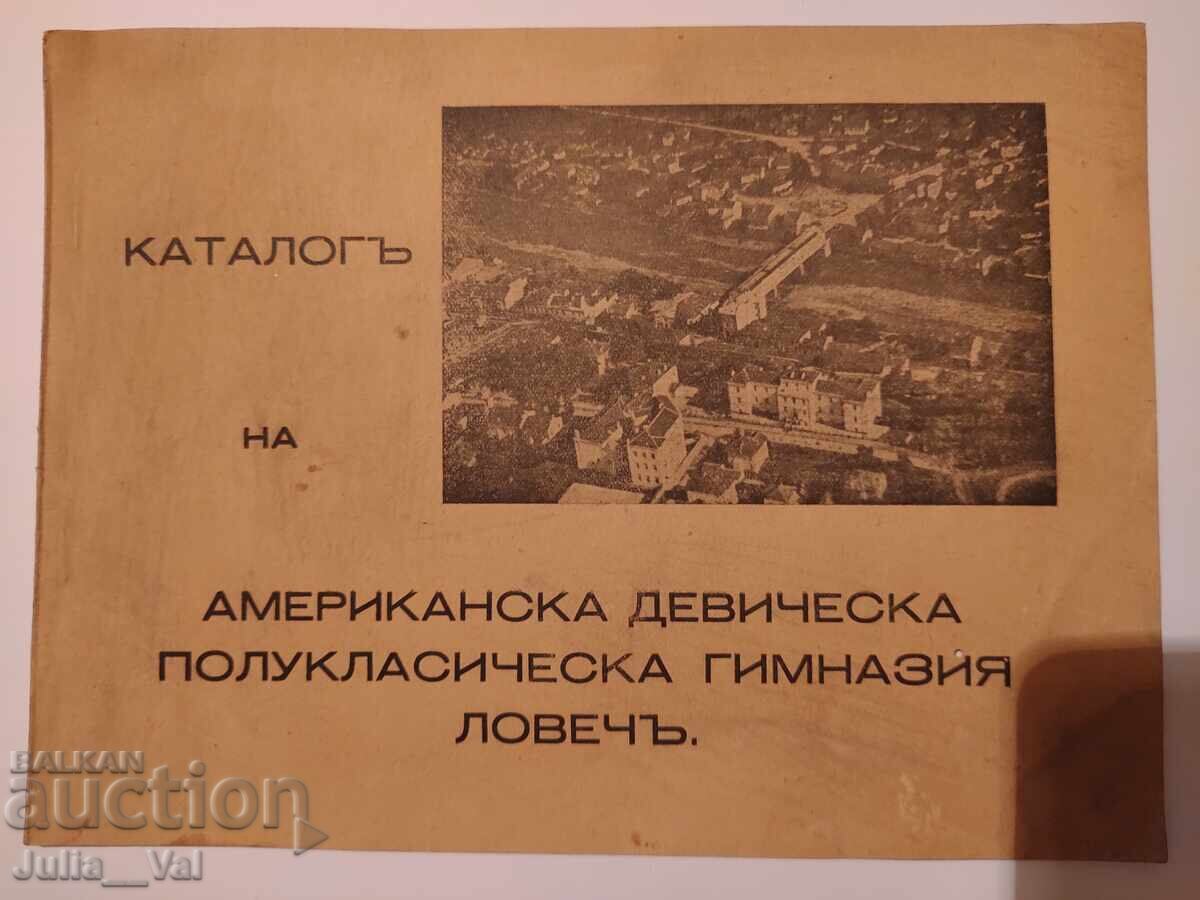 КАТАЛОГЪ
НА
АМЕРИКАНСКА ДЕВИЧЕСКА
ПОЛУКЛАСИЧЕСКА ГИМНАЗИЯ
ЛОВЕЧЪ.
BALKAN
auction
Julia__Val